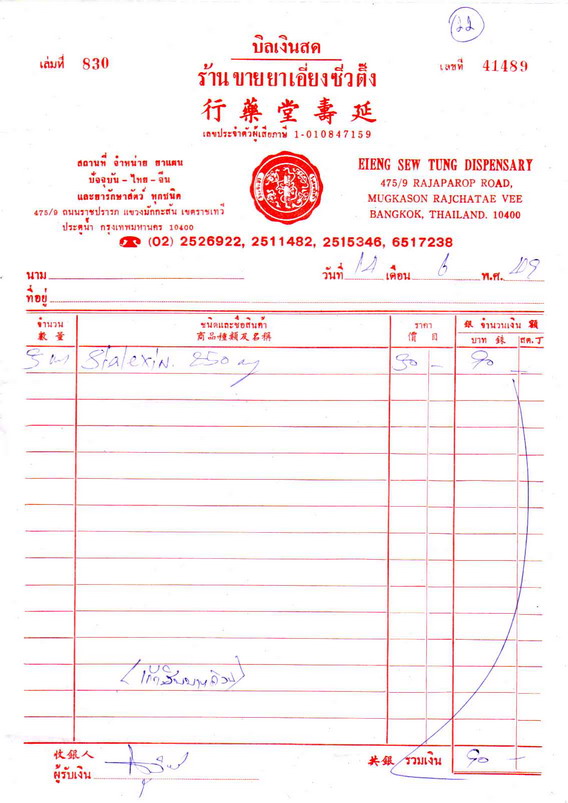 22
บิลเงินสด
เล่มที่ 830
เลขที่ 41489
ร้านขายยาเอี่ยงซิ่วตึ๊ง
行藥堂壽延
เลขประจำตัวผู้เสียภาษี 1-010847159
สถานที่ จำหน่าย ยาแผน
ปัจจุบัน - ไทย - จีน
และยารักษาสัตว์ ทุกชนิด
475/9 ถนนราชปรารภ แขวงมักกะสัน เขตราชเทวี
ประตูน้ำ กรุงเทพมหานคร 10400
EIENG SEW TUNG DISPENSARY
475/9 RAJAPAROP ROAD,
MUGKASON RAJCHATAE VEE
BANGKOK, THAILAND. 10400
☎ (02) 2526922, 2511482, 2515346, 6517238
นาม
วันที่ 14 เดือน 6 พ.ศ. 49
ที่อยู่
จำนวน ชนิดและชื่อสินค้า ราคา 銀 จำนวนเงิน 額
數量 商品種類及名稱 價目 บาท 銖 สต.丁
Sialexin. 250 90 -
90 -
收銀人
ผู้รับเงิน
共銀 รวมเงิน 90 -